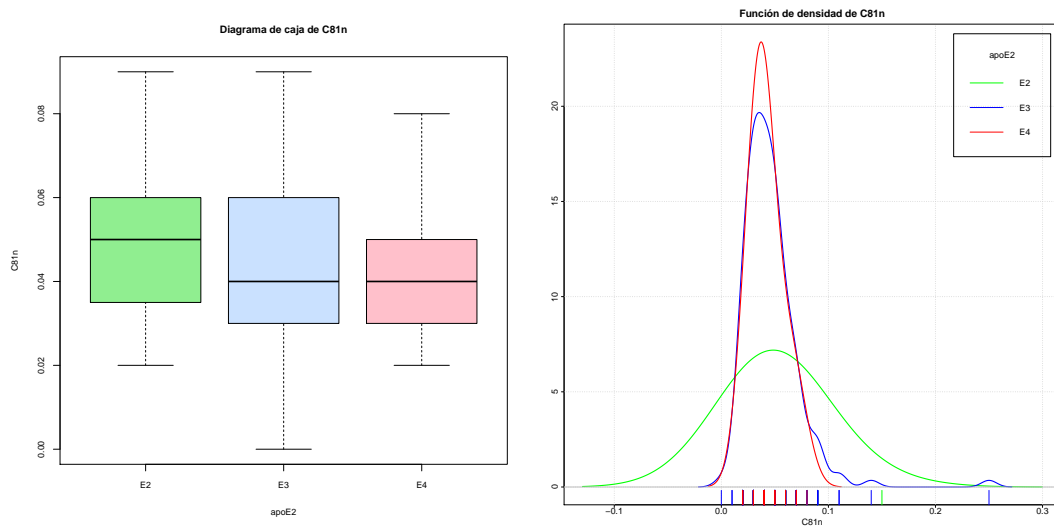 Diagrama de caja de C81n
C81n
0.08
0.06
0.04
0.02
0.00
E2 E3 E4
apoE2
Función de densidad de C81n
apoE2
E2
E3
E4
20
15
10
5
0
−0.1 0.0 0.1 0.2 0.3
C81n